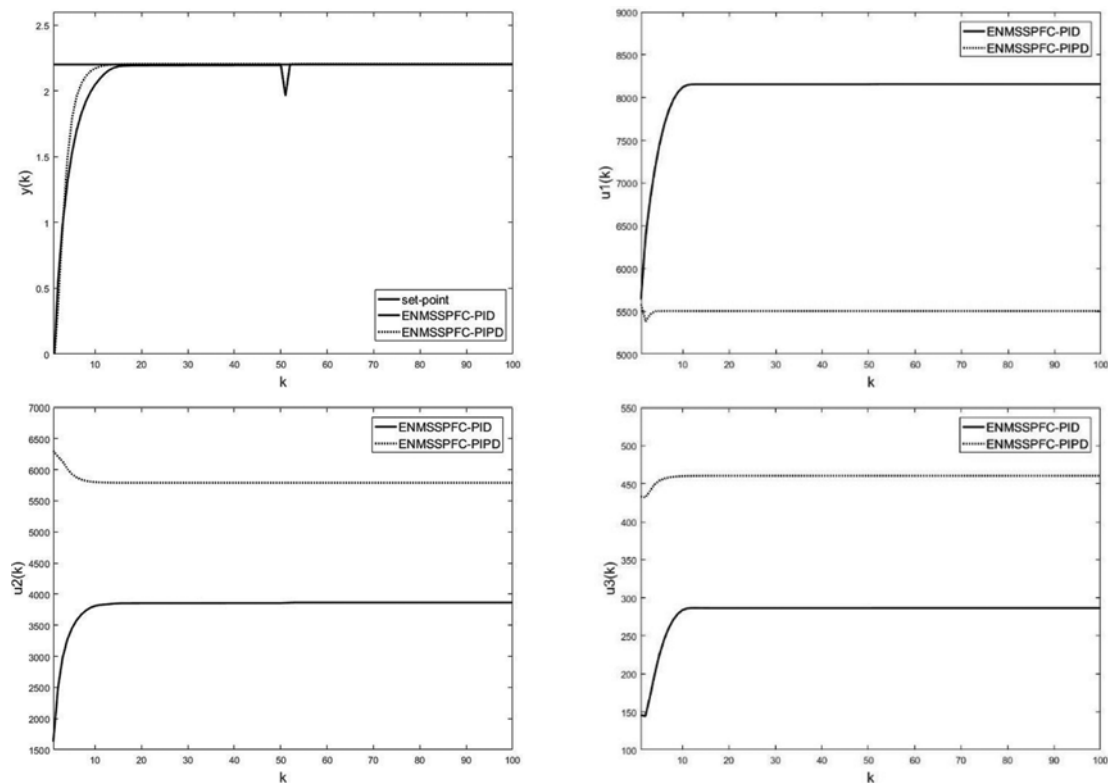 2.5
2
1.5
1
0.5
0
y(k)
set-point
ENMSSPFC-PID
ENMSSPFC-PIPD
10 20 30 40 50 60 70 80 90 100
k
9000
8500
8000
7500
7000
6500
6000
5500
5000
u1(k)
ENMSSPFC-PID
ENMSSPFC-PIPD
10 20 30 40 50 60 70 80 90 100
k
7000
6500
6000
5500
5000
4500
4000
3500
3000
2500
2000
1500
u2(k)
ENMSSPFC-PID
ENMSSPFC-PIPD
10 20 30 40 50 60 70 80 90 100
k
550
500
450
400
350
300
250
200
150
100
u3(k)
ENMSSPFC-PID
ENMSSPFC-PIPD
10 20 30 40 50 60 70 80 90 100
k